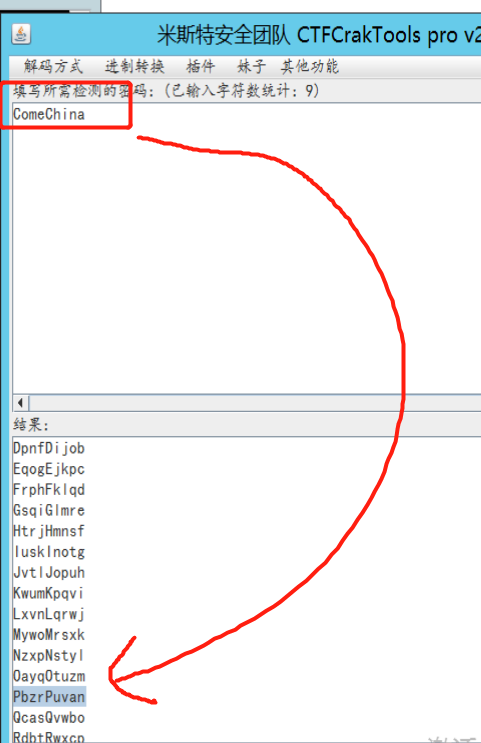 米斯特安全团队 CTFCrakTools pro v2
解码方式 进制转换 插件 妹子 其他功能
填写所需检测的密码：(已输入字符数统计：9)
ComeChina
结果：
DpnfDijob
EqogEjkpc
FrphFklqd
GsqiGlmre
HtrjHmnsf
IuskInotg
JvtlJopuh
KwumKpqvi
LxvnLqrwj
MywoMrsxk
NzxpNstyl
OayqOtuzm
PbzrPuvan
QcasQvwbo
RdbtRwxcp